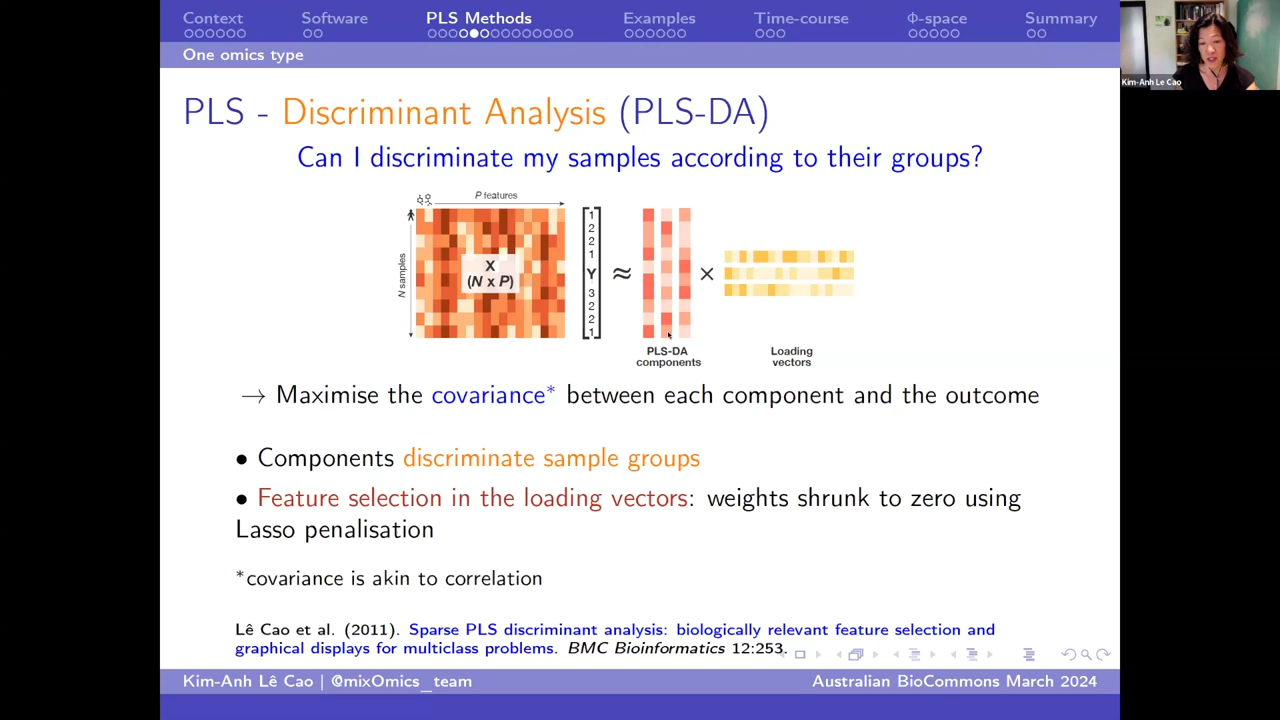 Context Software PLS Methods Examples Time-course Φ-space Summary
One omics type
Kim-Anh Le Cao
PLS - Discriminant Analysis (PLS-DA)
Can I discriminate my samples according to their groups?
P features
N samples
X
(N x P)
1
2
2
1
Y
3
2
2
1
≈
×
PLS-DA
components
Loading
vectors
→ Maximise the covariance* between each component and the outcome
• Components discriminate sample groups
• Feature selection in the loading vectors: weights shrunk to zero using
Lasso penalisation
*covariance is akin to correlation
Lê Cao et al. (2011). Sparse PLS discriminant analysis: biologically relevant feature selection and
graphical displays for multiclass problems. BMC Bioinformatics 12:253.
Kim-Anh Lê Cao | @mixOmics_team Australian BioCommons March 2024